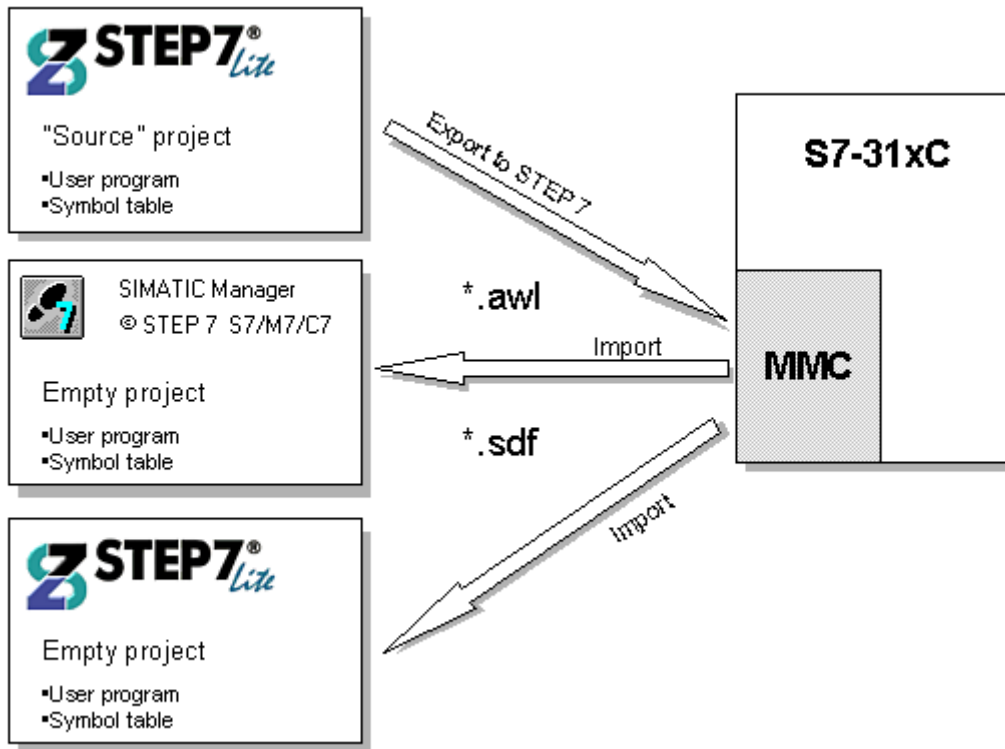 STEP7® Lite
"Source" project
▪User program
▪Symbol table
Export to STEP 7
S7-31xC
SIMATIC Manager
© STEP 7 S7/M7/C7
Empty project
▪User program
▪Symbol table
*.awl
Import
MMC
*.sdf
Import
STEP7® Lite
Empty project
▪User program
▪Symbol table